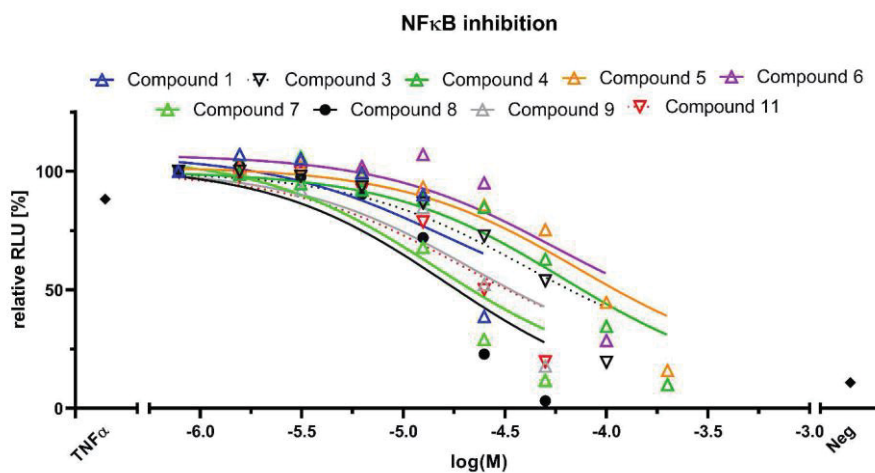 NFκB inhibition
Compound 1 Compound 3 Compound 4 Compound 5 Compound 6
Compound 7 Compound 8 Compound 9 Compound 11
relative RLU [%]
100
50
0
TNFα
-6.0 -5.5 -5.0 -4.5 -4.0 -3.5 -3.0
Neg
log(M)